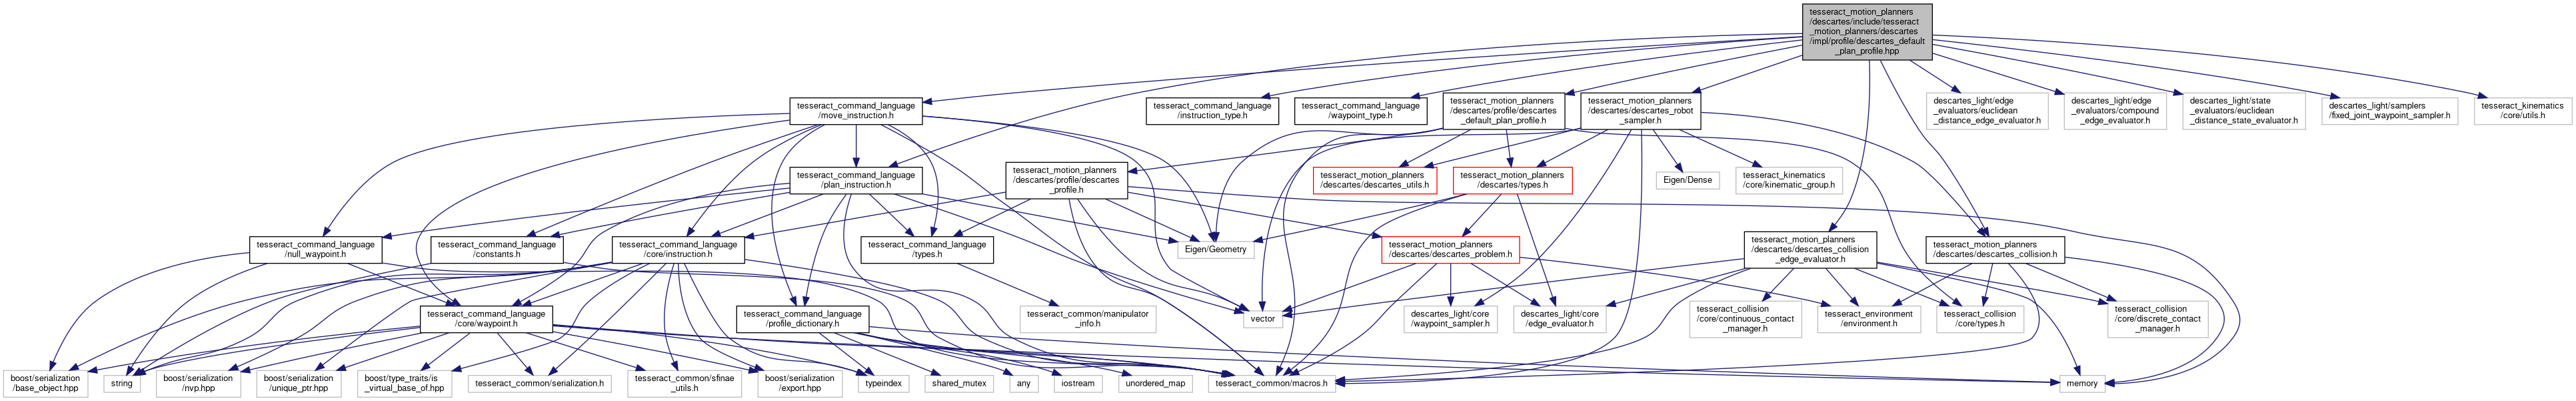 tesseract_motion_planners
/descartes/include/tesseract
_motion_planners/descartes
/impl/profile/descartes_default
_plan_profile.hpp
tesseract_command_language
/move_instruction.h
tesseract_command_language
/instruction_type.h
tesseract_command_language
/waypoint_type.h
tesseract_motion_planners
/descartes/profile/descartes
_default_plan_profile.h
tesseract_motion_planners
/descartes/descartes_robot
_sampler.h
descartes_light/edge
_evaluators/euclidean
_distance_edge_evaluator.h
descartes_light/edge
_evaluators/compound
_edge_evaluator.h
descartes_light/state
_evaluators/euclidean
_distance_state_evaluator.h
descartes_light/samplers
/fixed_joint_waypoint_sampler.h
tesseract_kinematics
/core/utils.h
tesseract_command_language
/plan_instruction.h
tesseract_motion_planners
/descartes/profile/descartes
_profile.h
tesseract_motion_planners
/descartes/descartes_utils.h
tesseract_motion_planners
/descartes/types.h
Eigen/Dense
tesseract_kinematics
/core/kinematic_group.h
tesseract_command_language
/null_waypoint.h
tesseract_command_language
/constants.h
tesseract_command_language
/core/instruction.h
tesseract_command_language
/types.h
Eigen/Geometry
tesseract_motion_planners
/descartes/descartes_problem.h
tesseract_motion_planners
/descartes/descartes_collision
_edge_evaluator.h
tesseract_motion_planners
/descartes/descartes_collision.h
tesseract_command_language
/core/waypoint.h
tesseract_command_language
/profile_dictionary.h
tesseract_common/manipulator
_info.h
vector
descartes_light/core
/waypoint_sampler.h
descartes_light/core
/edge_evaluator.h
tesseract_collision
/core/continuous_contact
_manager.h
tesseract_environment
/environment.h
tesseract_collision
/core/types.h
tesseract_collision
/core/discrete_contact
_manager.h
boost/serialization
/base_object.hpp
string
boost/serialization
/nvp.hpp
boost/serialization
/unique_ptr.hpp
boost/type_traits/is
_virtual_base_of.hpp
tesseract_common/serialization.h
tesseract_common/sfinae
_utils.h
boost/serialization
/export.hpp
typeindex
shared_mutex
any
iostream
unordered_map
tesseract_common/macros.h
memory